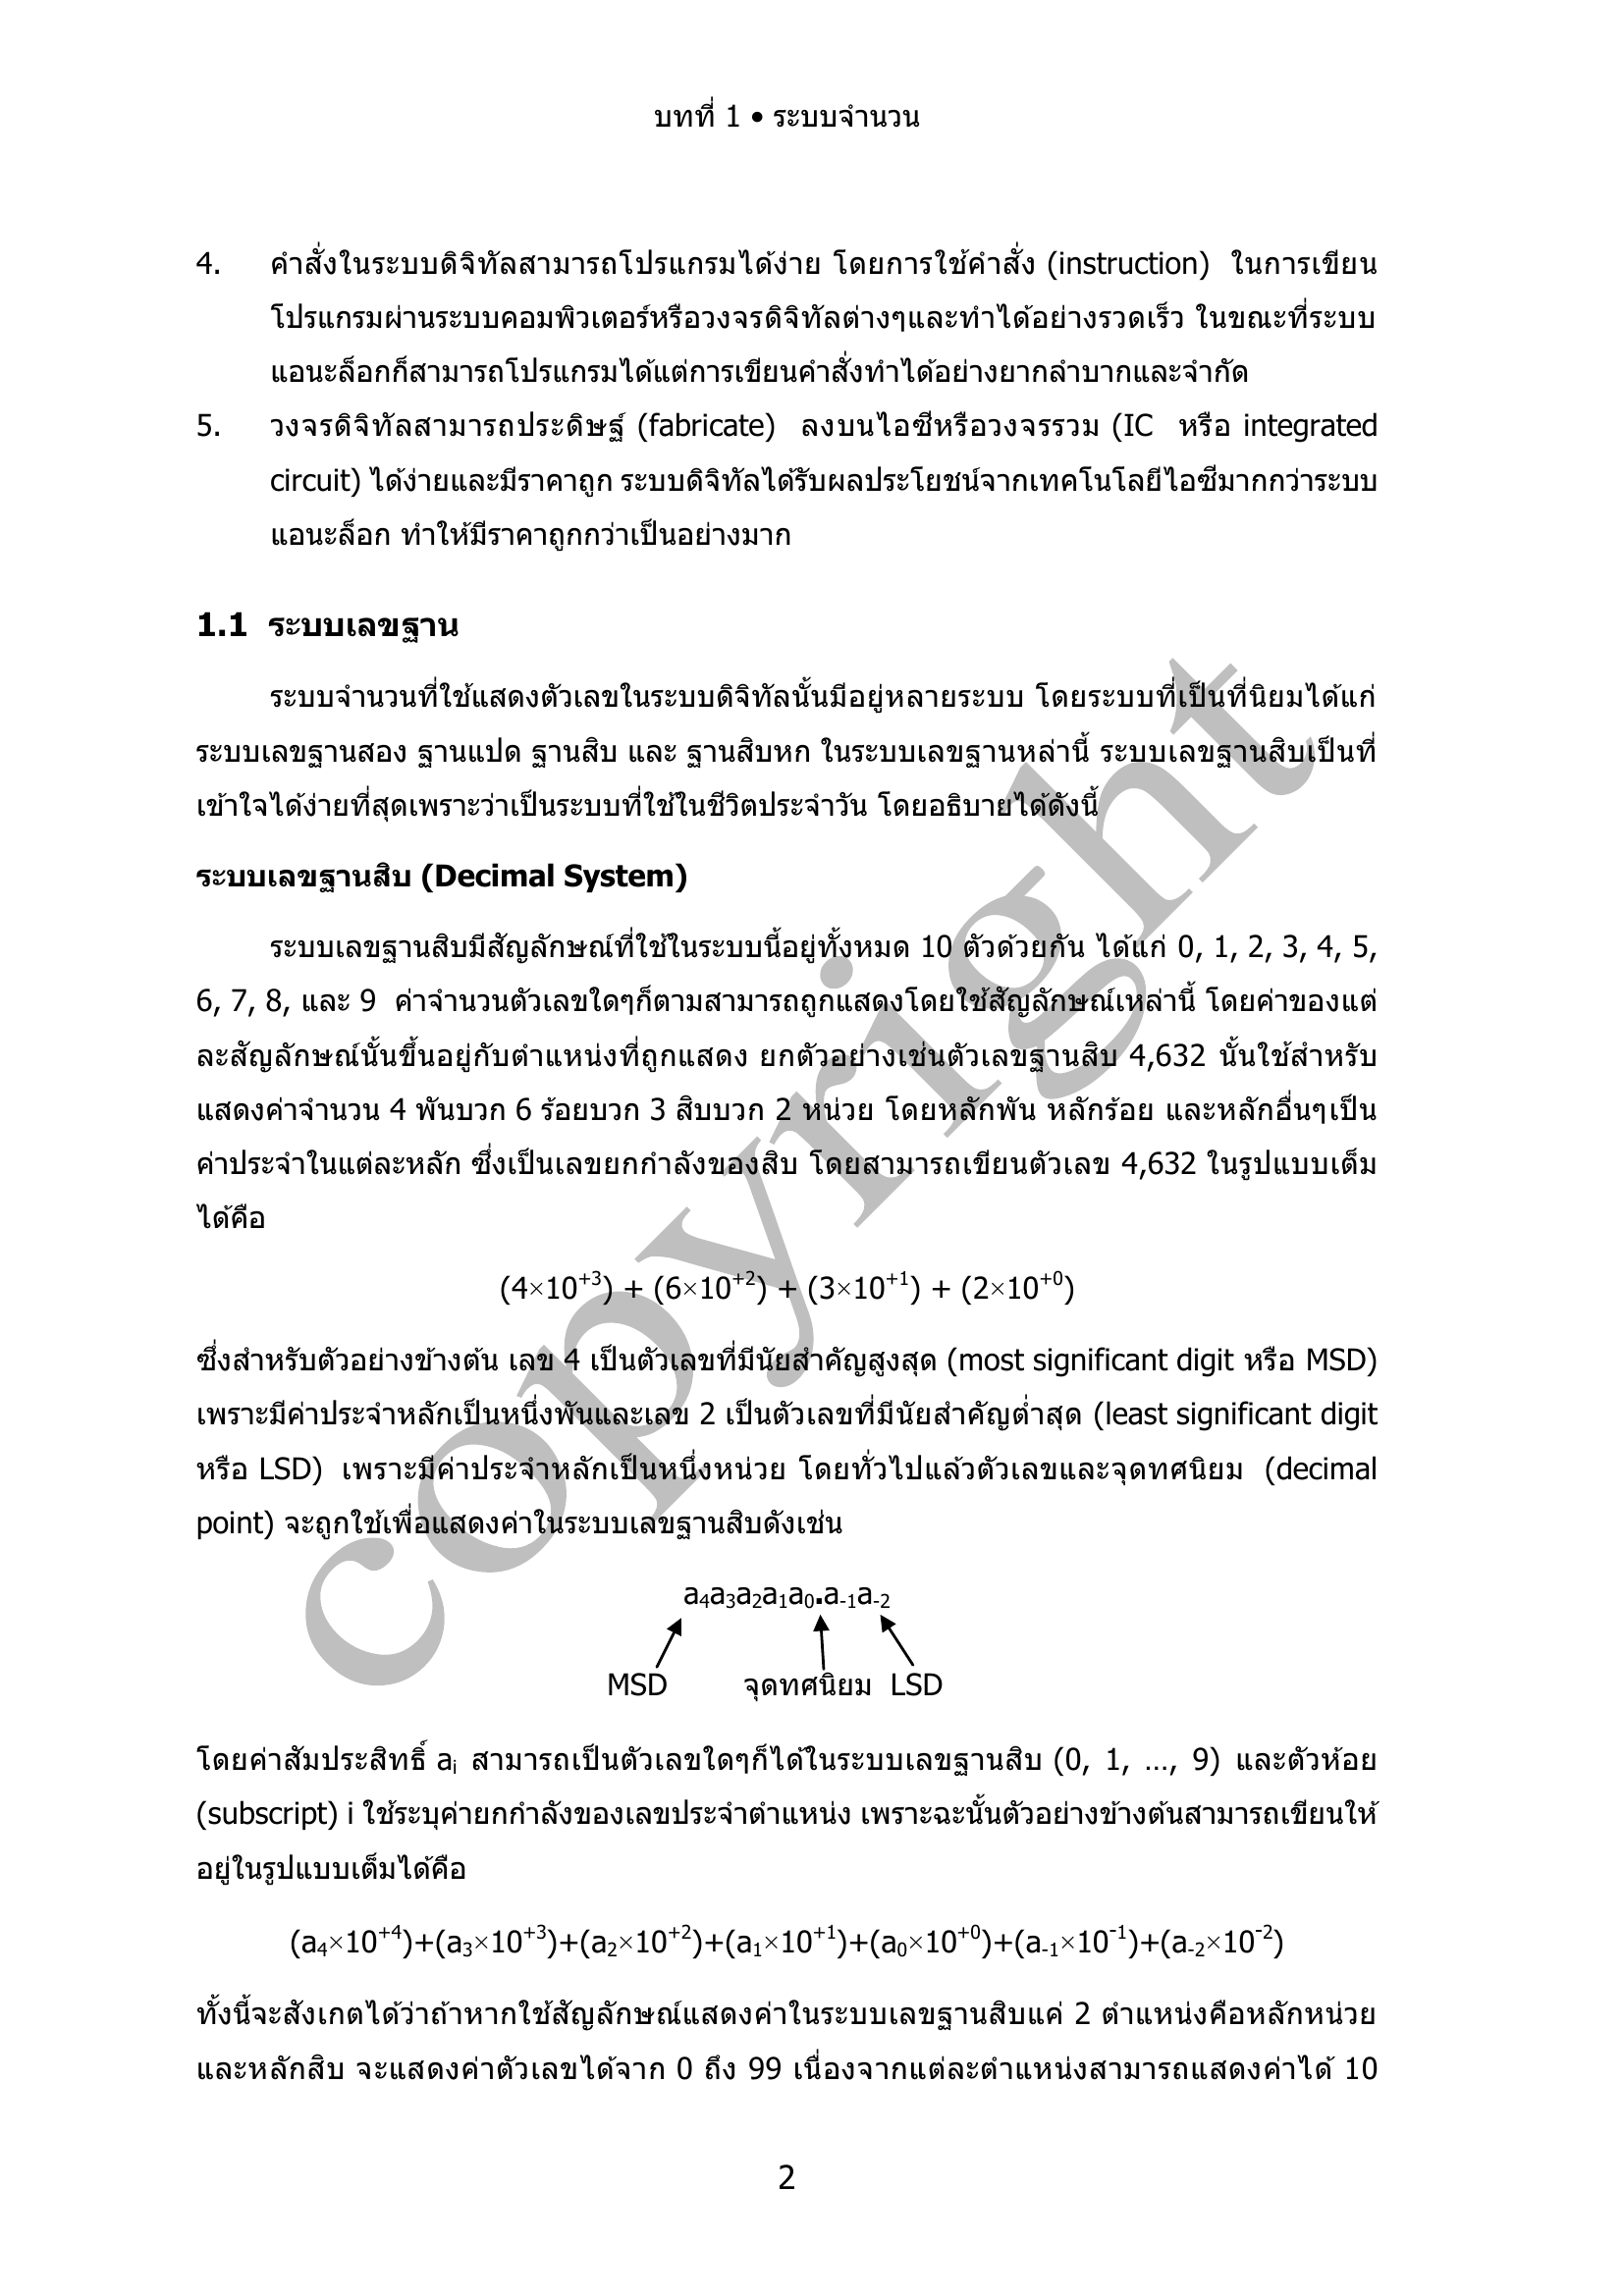 บทที่ 1 • ระบบจำนวน
4. คำสั่งในระบบดิจิทัลสามารถโปรแกรมได้ง่าย โดยการใช้คำสั่ง (instruction) ในการเขียน
โปรแกรมผ่านระบบคอมพิวเตอร์หรือวงจรดิจิทัลต่างๆและทำได้อย่างรวดเร็ว ในขณะที่ระบบ
แอนะล็อกก็สามารถโปรแกรมได้แต่การเขียนคำสั่งทำได้อย่างยากลำบากและจำกัด
5. วงจรดิจิทัลสามารถประดิษฐ์ (fabricate) ลงบนไอซีหรือวงจรรวม (IC หรือ integrated
circuit) ได้ง่ายและมีราคาถูก ระบบดิจิทัลได้รับผลประโยชน์จากเทคโนโลยีไอซีมากกว่าระบบ
แอนะล็อก ทำให้มีราคาถูกกว่าเป็นอย่างมาก
1.1 ระบบเลขฐาน
ระบบจำนวนที่ใช้แสดงตัวเลขในระบบดิจิทัลนั้นมีอยู่หลายระบบ โดยระบบที่เป็นที่นิยมได้แก่
ระบบเลขฐานสอง ฐานแปด ฐานสิบ และ ฐานสิบหก ในระบบเลขฐานหล่านี้ ระบบเลขฐานสิบเป็นที่
เข้าใจได้ง่ายที่สุดเพราะว่าเป็นระบบที่ใช้ในชีวิตประจำวัน โดยอธิบายได้ดังนี้
ระบบเลขฐานสิบ (Decimal System)
ระบบเลขฐานสิบมีสัญลักษณ์ที่ใช้ในระบบนี้อยู่ทั้งหมด 10 ตัวด้วยกัน ได้แก่ 0, 1, 2, 3, 4, 5,
6, 7, 8, และ 9 ค่าจำนวนตัวเลขใดๆก็ตามสามารถถูกแสดงโดยใช้สัญลักษณ์เหล่านี้ โดยค่าของแต่
ละสัญลักษณ์นั้นขึ้นอยู่กับตำแหน่งที่ถูกแสดง ยกตัวอย่างเช่นตัวเลขฐานสิบ 4,632 นั้นใช้สำหรับ
แสดงค่าจำนวน 4 พันบวก 6 ร้อยบวก 3 สิบบวก 2 หน่วย โดยหลักพัน หลักร้อย และหลักอื่นๆเป็น
ค่าประจำในแต่ละหลัก ซึ่งเป็นเลขยกกำลังของสิบ โดยสามารถเขียนตัวเลข 4,632 ในรูปแบบเต็ม
ได้คือ
(4×10⁺³) + (6×10⁺²) + (3×10⁺¹) + (2×10⁺⁰)
ซึ่งสำหรับตัวอย่างข้างต้น เลข 4 เป็นตัวเลขที่มีนัยสำคัญสูงสุด (most significant digit หรือ MSD)
เพราะมีค่าประจำหลักเป็นหนึ่งพันและเลข 2 เป็นตัวเลขที่มีนัยสำคัญต่ำสุด (least significant digit
หรือ LSD) เพราะมีค่าประจำหลักเป็นหนึ่งหน่วย โดยทั่วไปแล้วตัวเลขและจุดทศนิยม (decimal
point) จะถูกใช้เพื่อแสดงค่าในระบบเลขฐานสิบดังเช่น
a₄a₃a₂a₁a₀.a₋₁a₋₂
MSD จุดทศนิยม LSD
โดยค่าสัมประสิทธิ์ aᵢ สามารถเป็นตัวเลขใดๆก็ได้ในระบบเลขฐานสิบ (0, 1, …, 9) และตัวห้อย
(subscript) i ใช้ระบุค่ายกกำลังของเลขประจำตำแหน่ง เพราะฉะนั้นตัวอย่างข้างต้นสามารถเขียนให้
อยู่ในรูปแบบเต็มได้คือ
(a₄×10⁺⁴)+(a₃×10⁺³)+(a₂×10⁺²)+(a₁×10⁺¹)+(a₀×10⁺⁰)+(a₋₁×10⁻¹)+(a₋₂×10⁻²)
ทั้งนี้จะสังเกตได้ว่าถ้าหากใช้สัญลักษณ์แสดงค่าในระบบเลขฐานสิบแค่ 2 ตำแหน่งคือหลักหน่วย
และหลักสิบ จะแสดงค่าตัวเลขได้จาก 0 ถึง 99 เนื่องจากแต่ละตำแหน่งสามารถแสดงค่าได้ 10
2
copyright